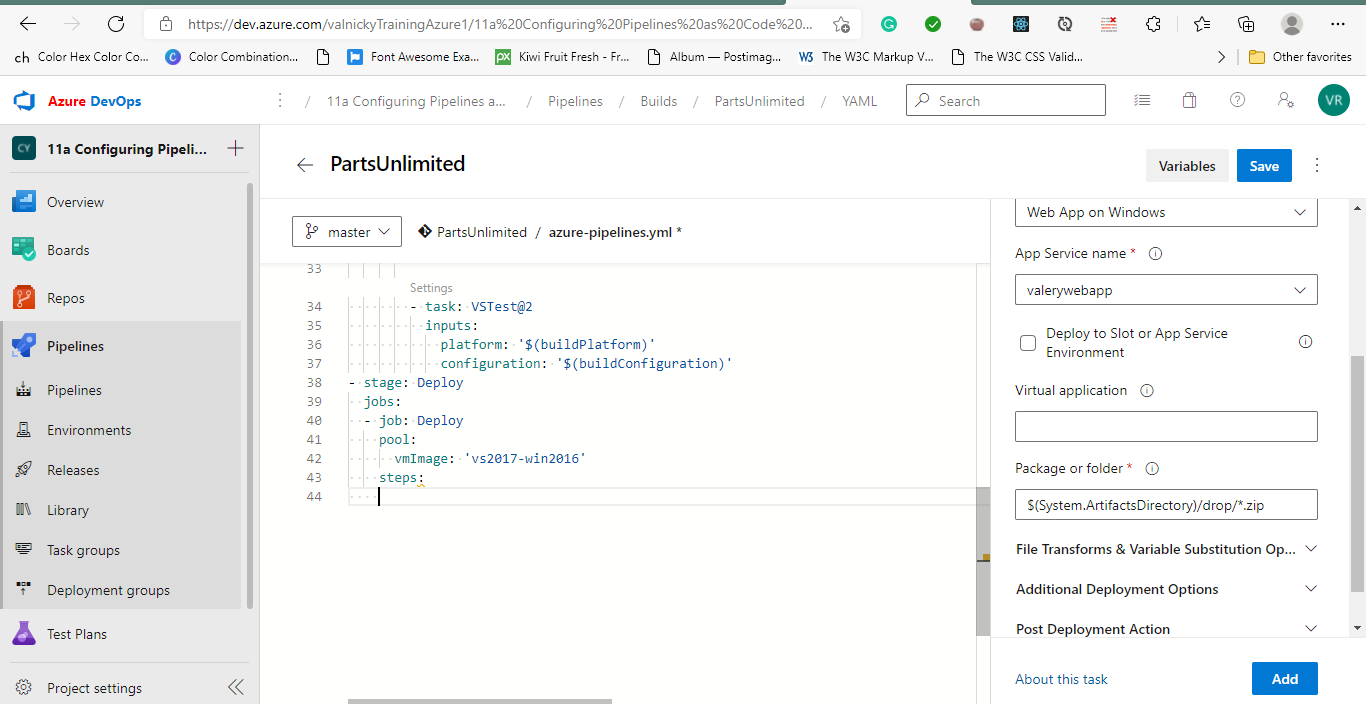 https://dev.azure.com/valnickyTrainingAzure1/11a%20Configuring%20Pipelines%20as%20Code%20...
ch Color Hex Color Co...
C Color Combination...
Font Awesome Exa...
px Kiwi Fruit Fresh - Fr...
Album — Postimag...
W3 The W3C Markup V...
The W3C CSS Valid...
Other favorites
Azure DevOps
/ 11a Configuring Pipelines a... / Pipelines / Builds / PartsUnlimited / YAML
Search
VR
CY 11a Configuring Pipeli...
Overview
Boards
Repos
Pipelines
Pipelines
Environments
Releases
Library
Task groups
Deployment groups
Test Plans
Project settings
PartsUnlimited
Variables
Save
master
PartsUnlimited / azure-pipelines.yml *
33
Settings
34 - task: VSTest@2
35 inputs:
36 platform: '$(buildPlatform)'
37 configuration: '$(buildConfiguration)'
38 - stage: Deploy
39 jobs:
40 - job: Deploy
41 pool:
42 vmImage: 'vs2017-win2016'
43 steps:
44
Web App on Windows
App Service name *
valerywebapp
Deploy to Slot or App Service
Environment
Virtual application
Package or folder *
$(System.ArtifactsDirectory)/drop/*.zip
File Transforms & Variable Substitution Op...
Additional Deployment Options
Post Deployment Action
About this task
Add